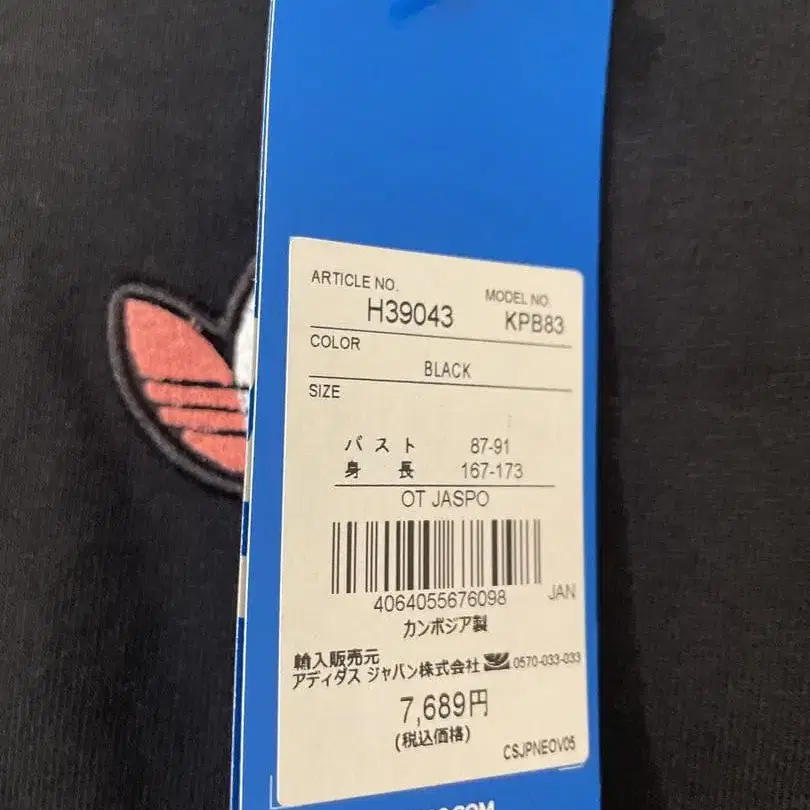 ARTICLE NO.
MODEL NO.
H39043
KPB83
COLOR
BLACK
SIZE
バスト 87-91
身長 167-173
OT JASPO
4064055676098
JAN
カンボジア製
輸入販売元
アディダス ジャパン株式会社 0570-033-033
7,689円
(税込価格)
CSJPNEOV05
.COM